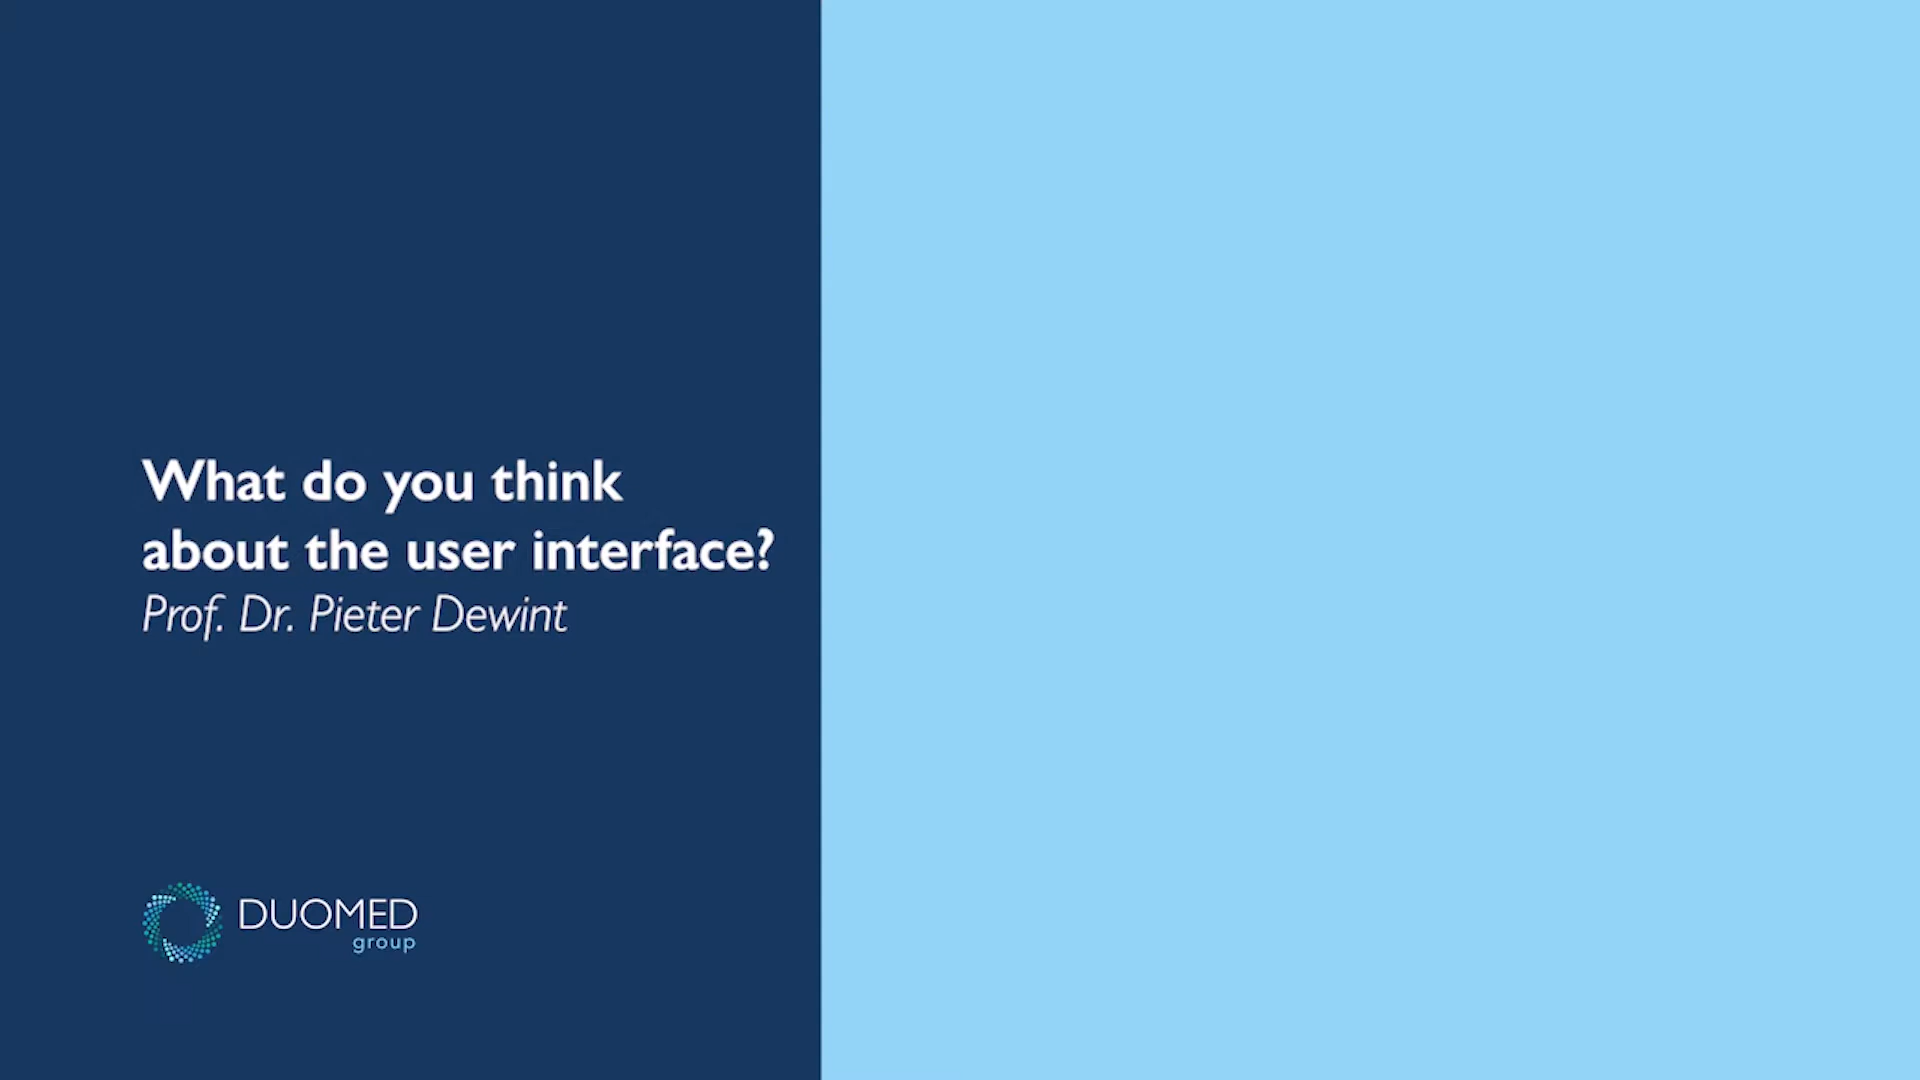 What do you think
about the user interface?
Prof. Dr. Pieter Dewint
DUOMED
group